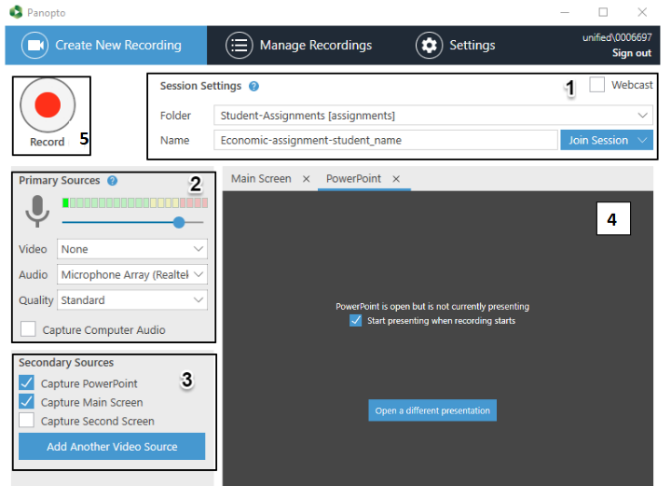 Panopto
Create New Recording
Manage Recordings
Settings
unified\0006697
Sign out
Record
5
Session Settings ?
1
Webcast
Folder
Student-Assignments [assignments]
Name
Economic-assignment-student_name
Join Session
Primary Sources ?
2
Video
None
Audio
Microphone Array (Realtek
Quality
Standard
Capture Computer Audio
Secondary Sources
3
Capture PowerPoint
Capture Main Screen
Capture Second Screen
Add Another Video Source
Main Screen × PowerPoint ×
4
PowerPoint is open but is not currently presenting
Start presenting when recording starts
Open a different presentation